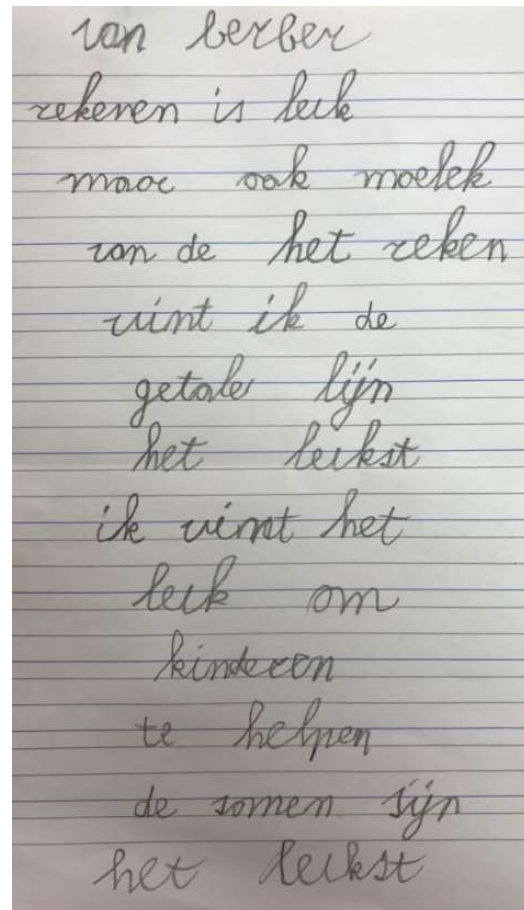 van berber
rekenen is leuk
maar ook moelek
van de het reken
vint ik de
getale lijn
het leukst
ik vint het
leuk om
kinderen
te helpen
de somen sijn
het leukst